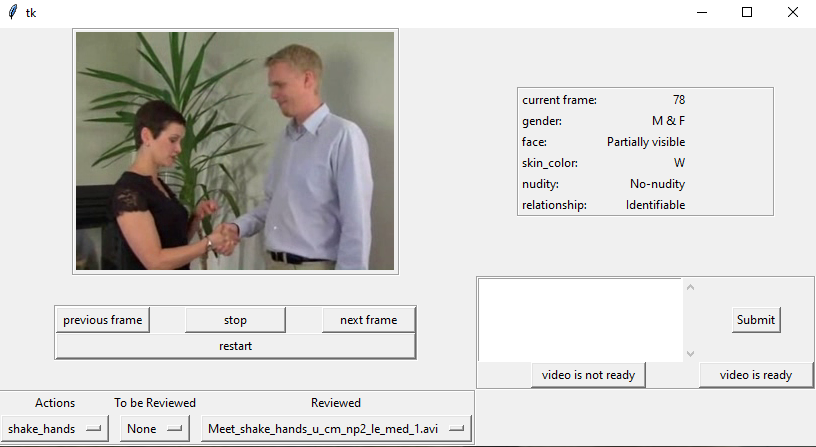 tk
current frame: 78
gender: M & F
face: Partially visible
skin_color: W
nudity: No-nudity
relationship: Identifiable
previous frame stop next frame
restart
Submit
video is not ready video is ready
Actions To be Reviewed Reviewed
shake_hands None Meet_shake_hands_u_cm_np2_le_med_1.avi